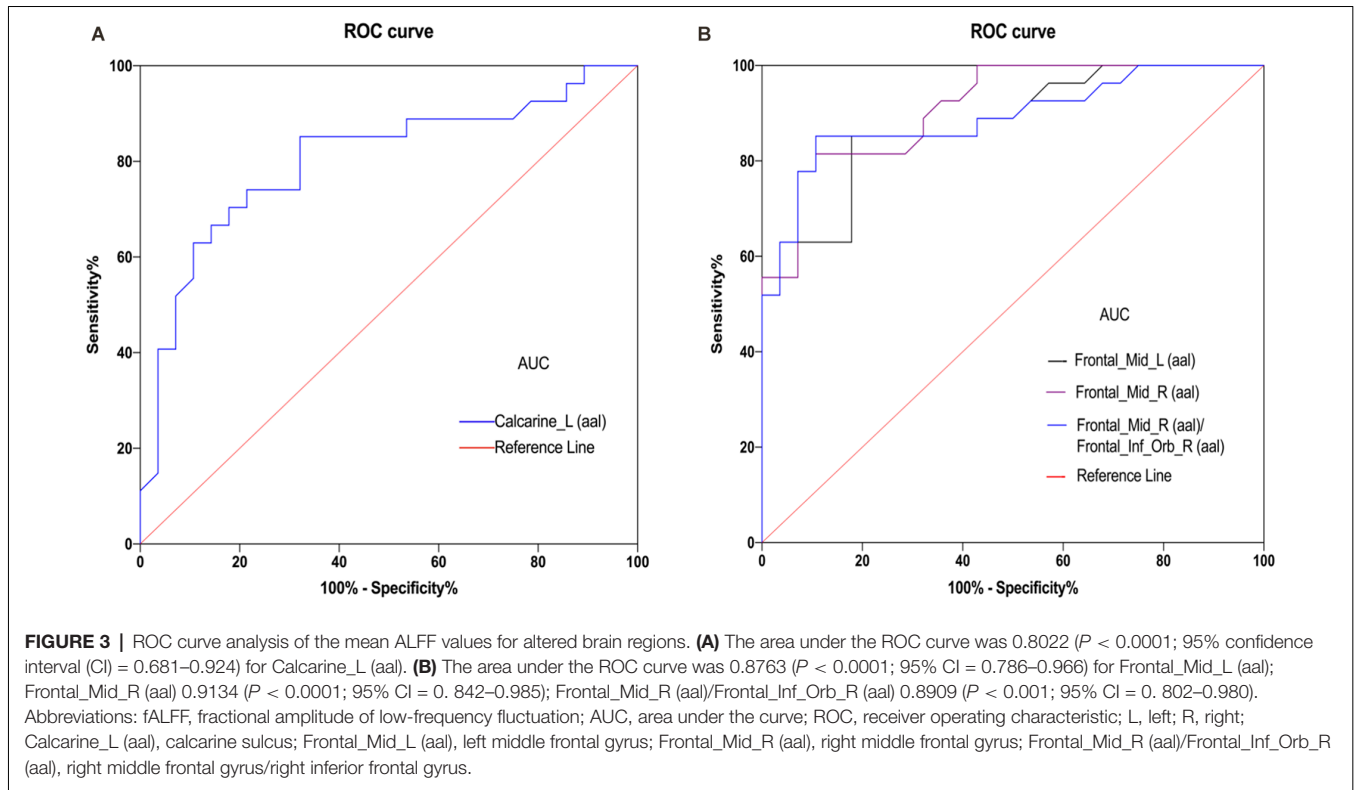 A
ROC curve
100
80
60
40
20
0
Sensitivity%
AUC
Calcarine_L (aal)
Reference Line
0
20
40
60
80
100
100% - Specificity%
B
ROC curve
100
80
60
40
20
0
Sensitivity%
AUC
Frontal_Mid_L (aal)
Frontal_Mid_R (aal)
Frontal_Mid_R (aal)/
Frontal_Inf_Orb_R (aal)
Reference Line
0
20
40
60
80
100
100% - Specificity%
FIGURE 3 | ROC curve analysis of the mean ALFF values for altered brain regions. (A) The area under the ROC curve was 0.8022 (P < 0.0001; 95% confidence
interval (CI) = 0.681–0.924) for Calcarine_L (aal). (B) The area under the ROC curve was 0.8763 (P < 0.0001; 95% CI = 0.786–0.966) for Frontal_Mid_L (aal);
Frontal_Mid_R (aal) 0.9134 (P < 0.0001; 95% CI = 0. 842–0.985); Frontal_Mid_R (aal)/Frontal_Inf_Orb_R (aal) 0.8909 (P < 0.001; 95% CI = 0. 802–0.980).
Abbreviations: fALFF, fractional amplitude of low-frequency fluctuation; AUC, area under the curve; ROC, receiver operating characteristic; L, left; R, right;
Calcarine_L (aal), calcarine sulcus; Frontal_Mid_L (aal), left middle frontal gyrus; Frontal_Mid_R (aal), right middle frontal gyrus; Frontal_Mid_R (aal)/Frontal_Inf_Orb_R
(aal), right middle frontal gyrus/right inferior frontal gyrus.